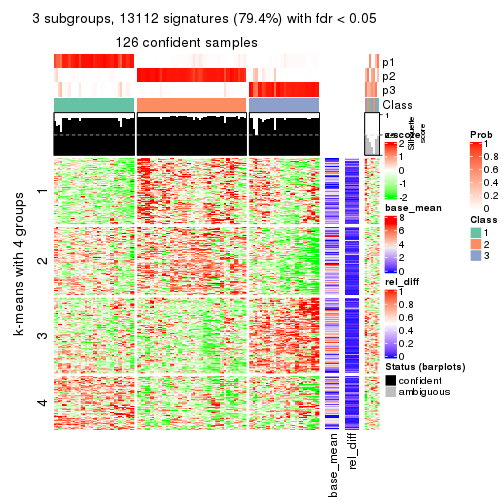 3 subgroups, 13112 signatures (79.4%) with fdr < 0.05
126 confident samples
p1
p2
p3
Class
1
Silhouette
score
z-score
2
1
0
-1
-2
Prob
1
0.8
0.6
0.4
0.2
0
base_mean
8
6
4
2
0
Class
1
2
3
rel_diff
1
0.8
0.6
0.4
0.2
0
Status (barplots)
confident
ambiguous
k-means with 4 groups
1
2
3
4
base_mean
rel_diff